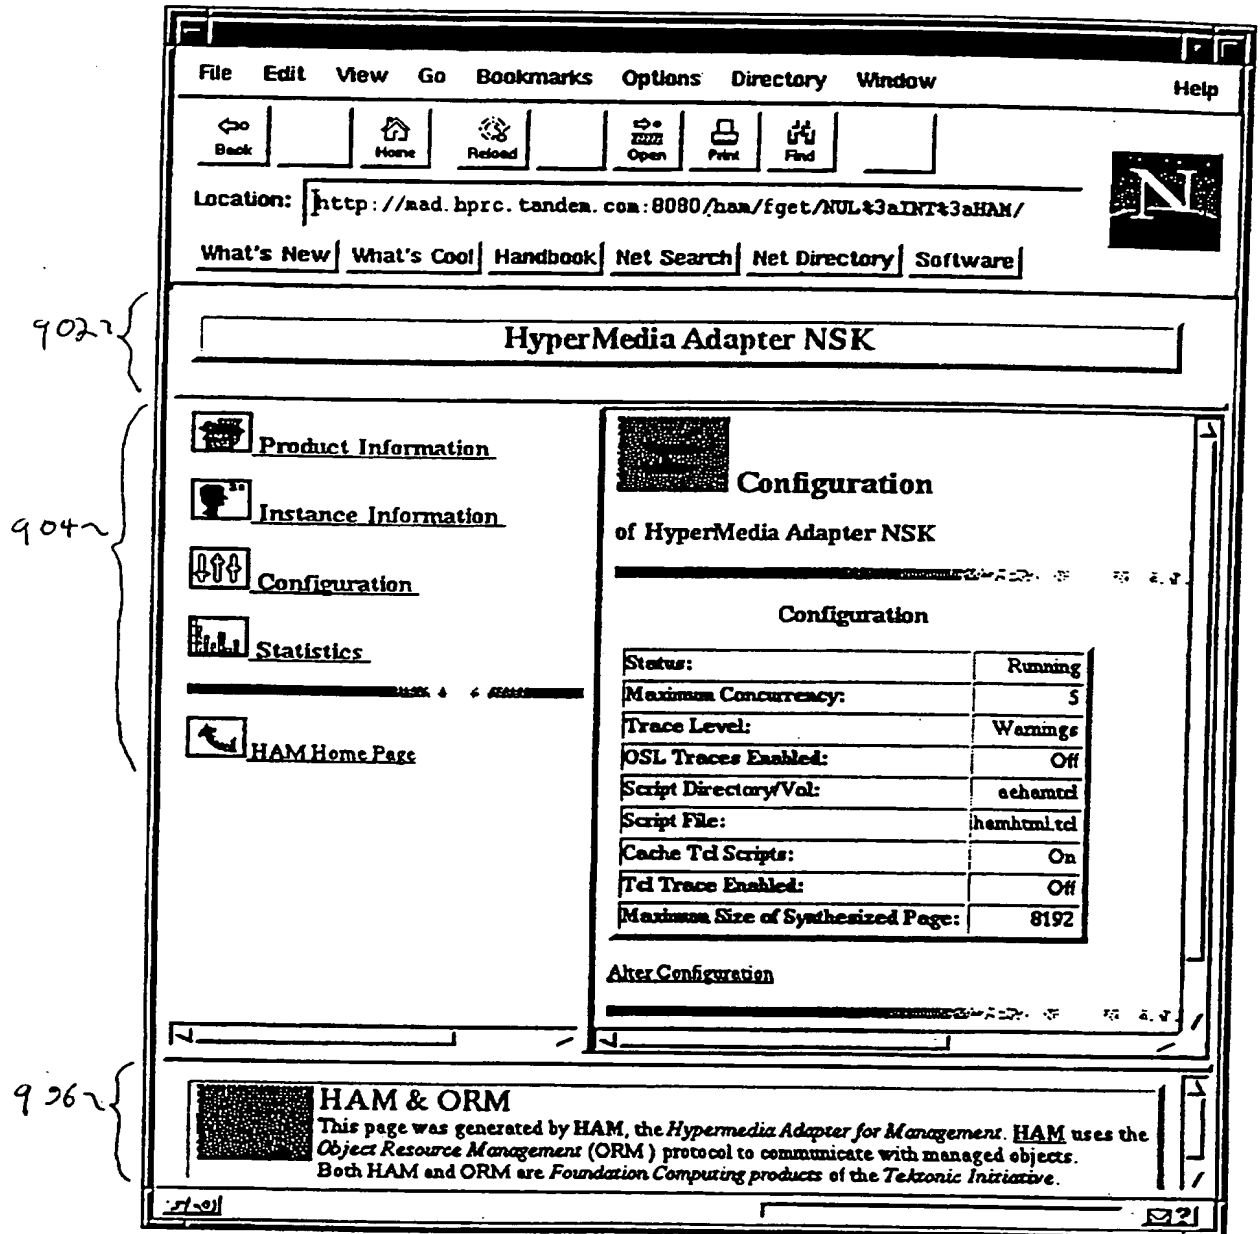 File Edit View Go Bookmarks Options Directory Window Help
Back Home Reload Open Print Find
N
Location: http://mad.hprc.tandem.com:8080/ham/fget/NUL%3aINT%3aHAM/
What's New What's Cool Handbook Net Search Net Directory Software
902
HyperMedia Adapter NSK
904
Product Information
Instance Information
Configuration
Statistics
HAM Home Page
Configuration
of HyperMedia Adapter NSK
Configuration
Status: Running
Maximum Concurrency: 5
Trace Level: Warnings
OSL Traces Enabled: Off
Script Directory/Vol: aehamtcl
Script File: hamhtml.tcl
Cache Tcl Scripts: On
Tcl Trace Enabled: Off
Maximum Size of Synthesized Page: 8192
Alter Configuration
906
HAM & ORM
This page was generated by HAM, the Hypermedia Adapter for Management. HAM uses the
Object Resource Management (ORM) protocol to communicate with managed objects.
Both HAM and ORM are Foundation Computing products of the Tektonic Initiative.
?